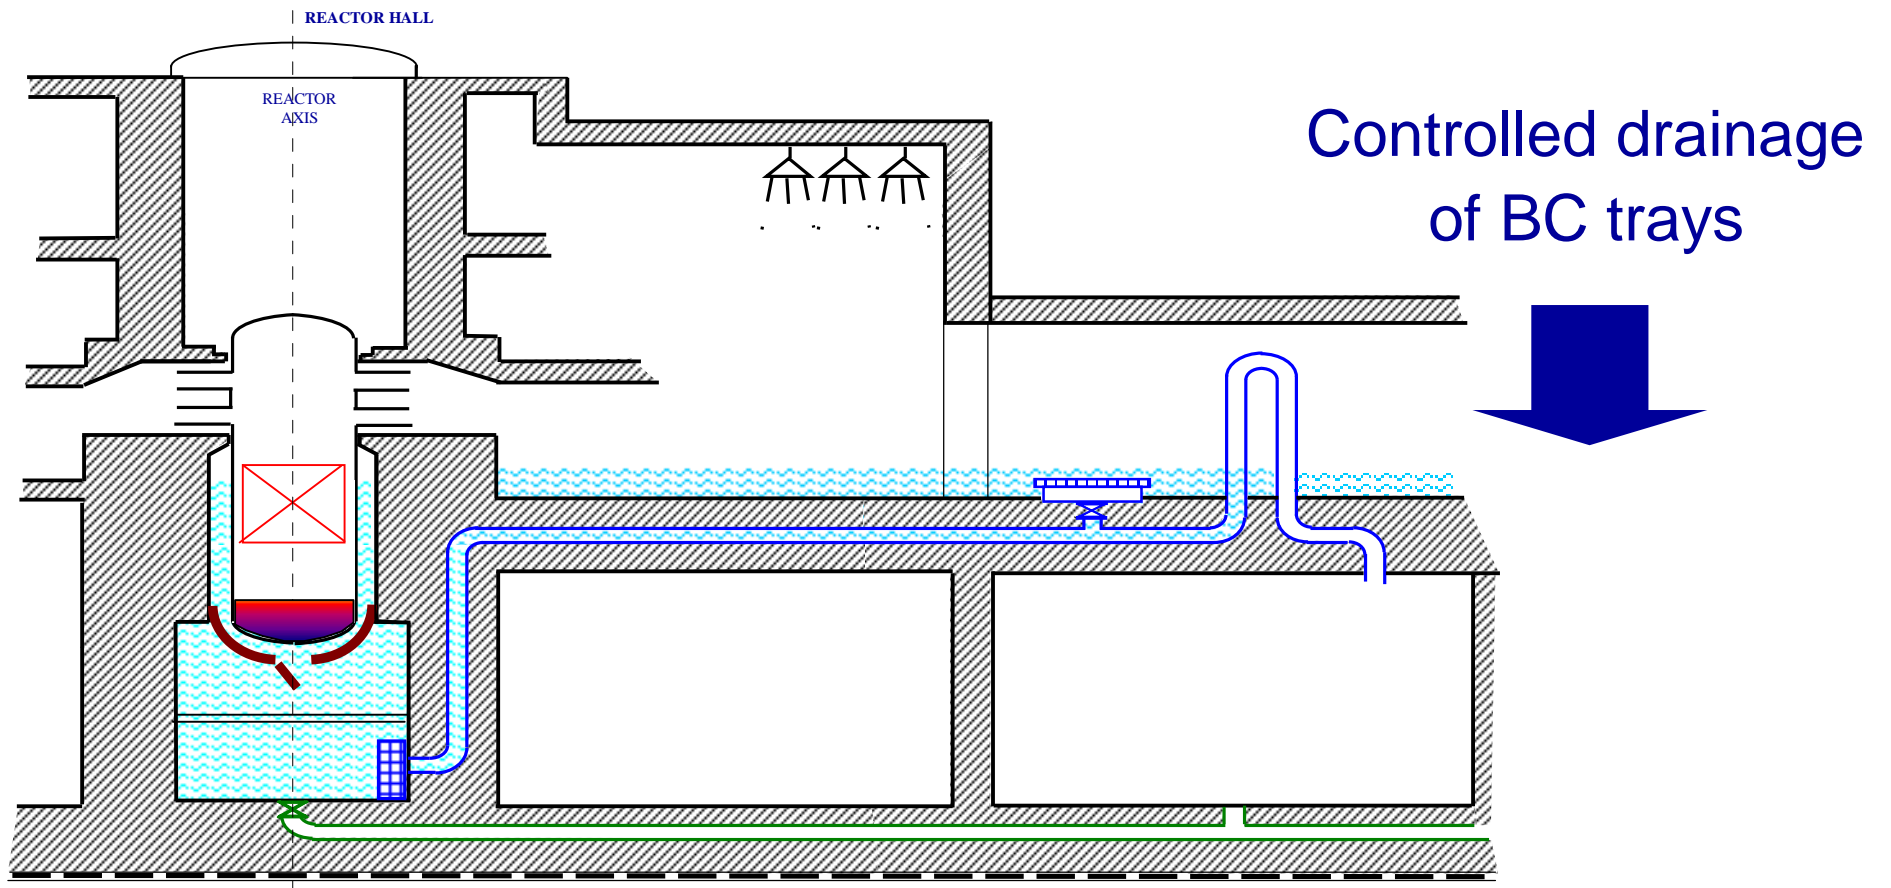 REACTOR HALL
REACTOR
AXIS
Controlled drainage
of BC trays